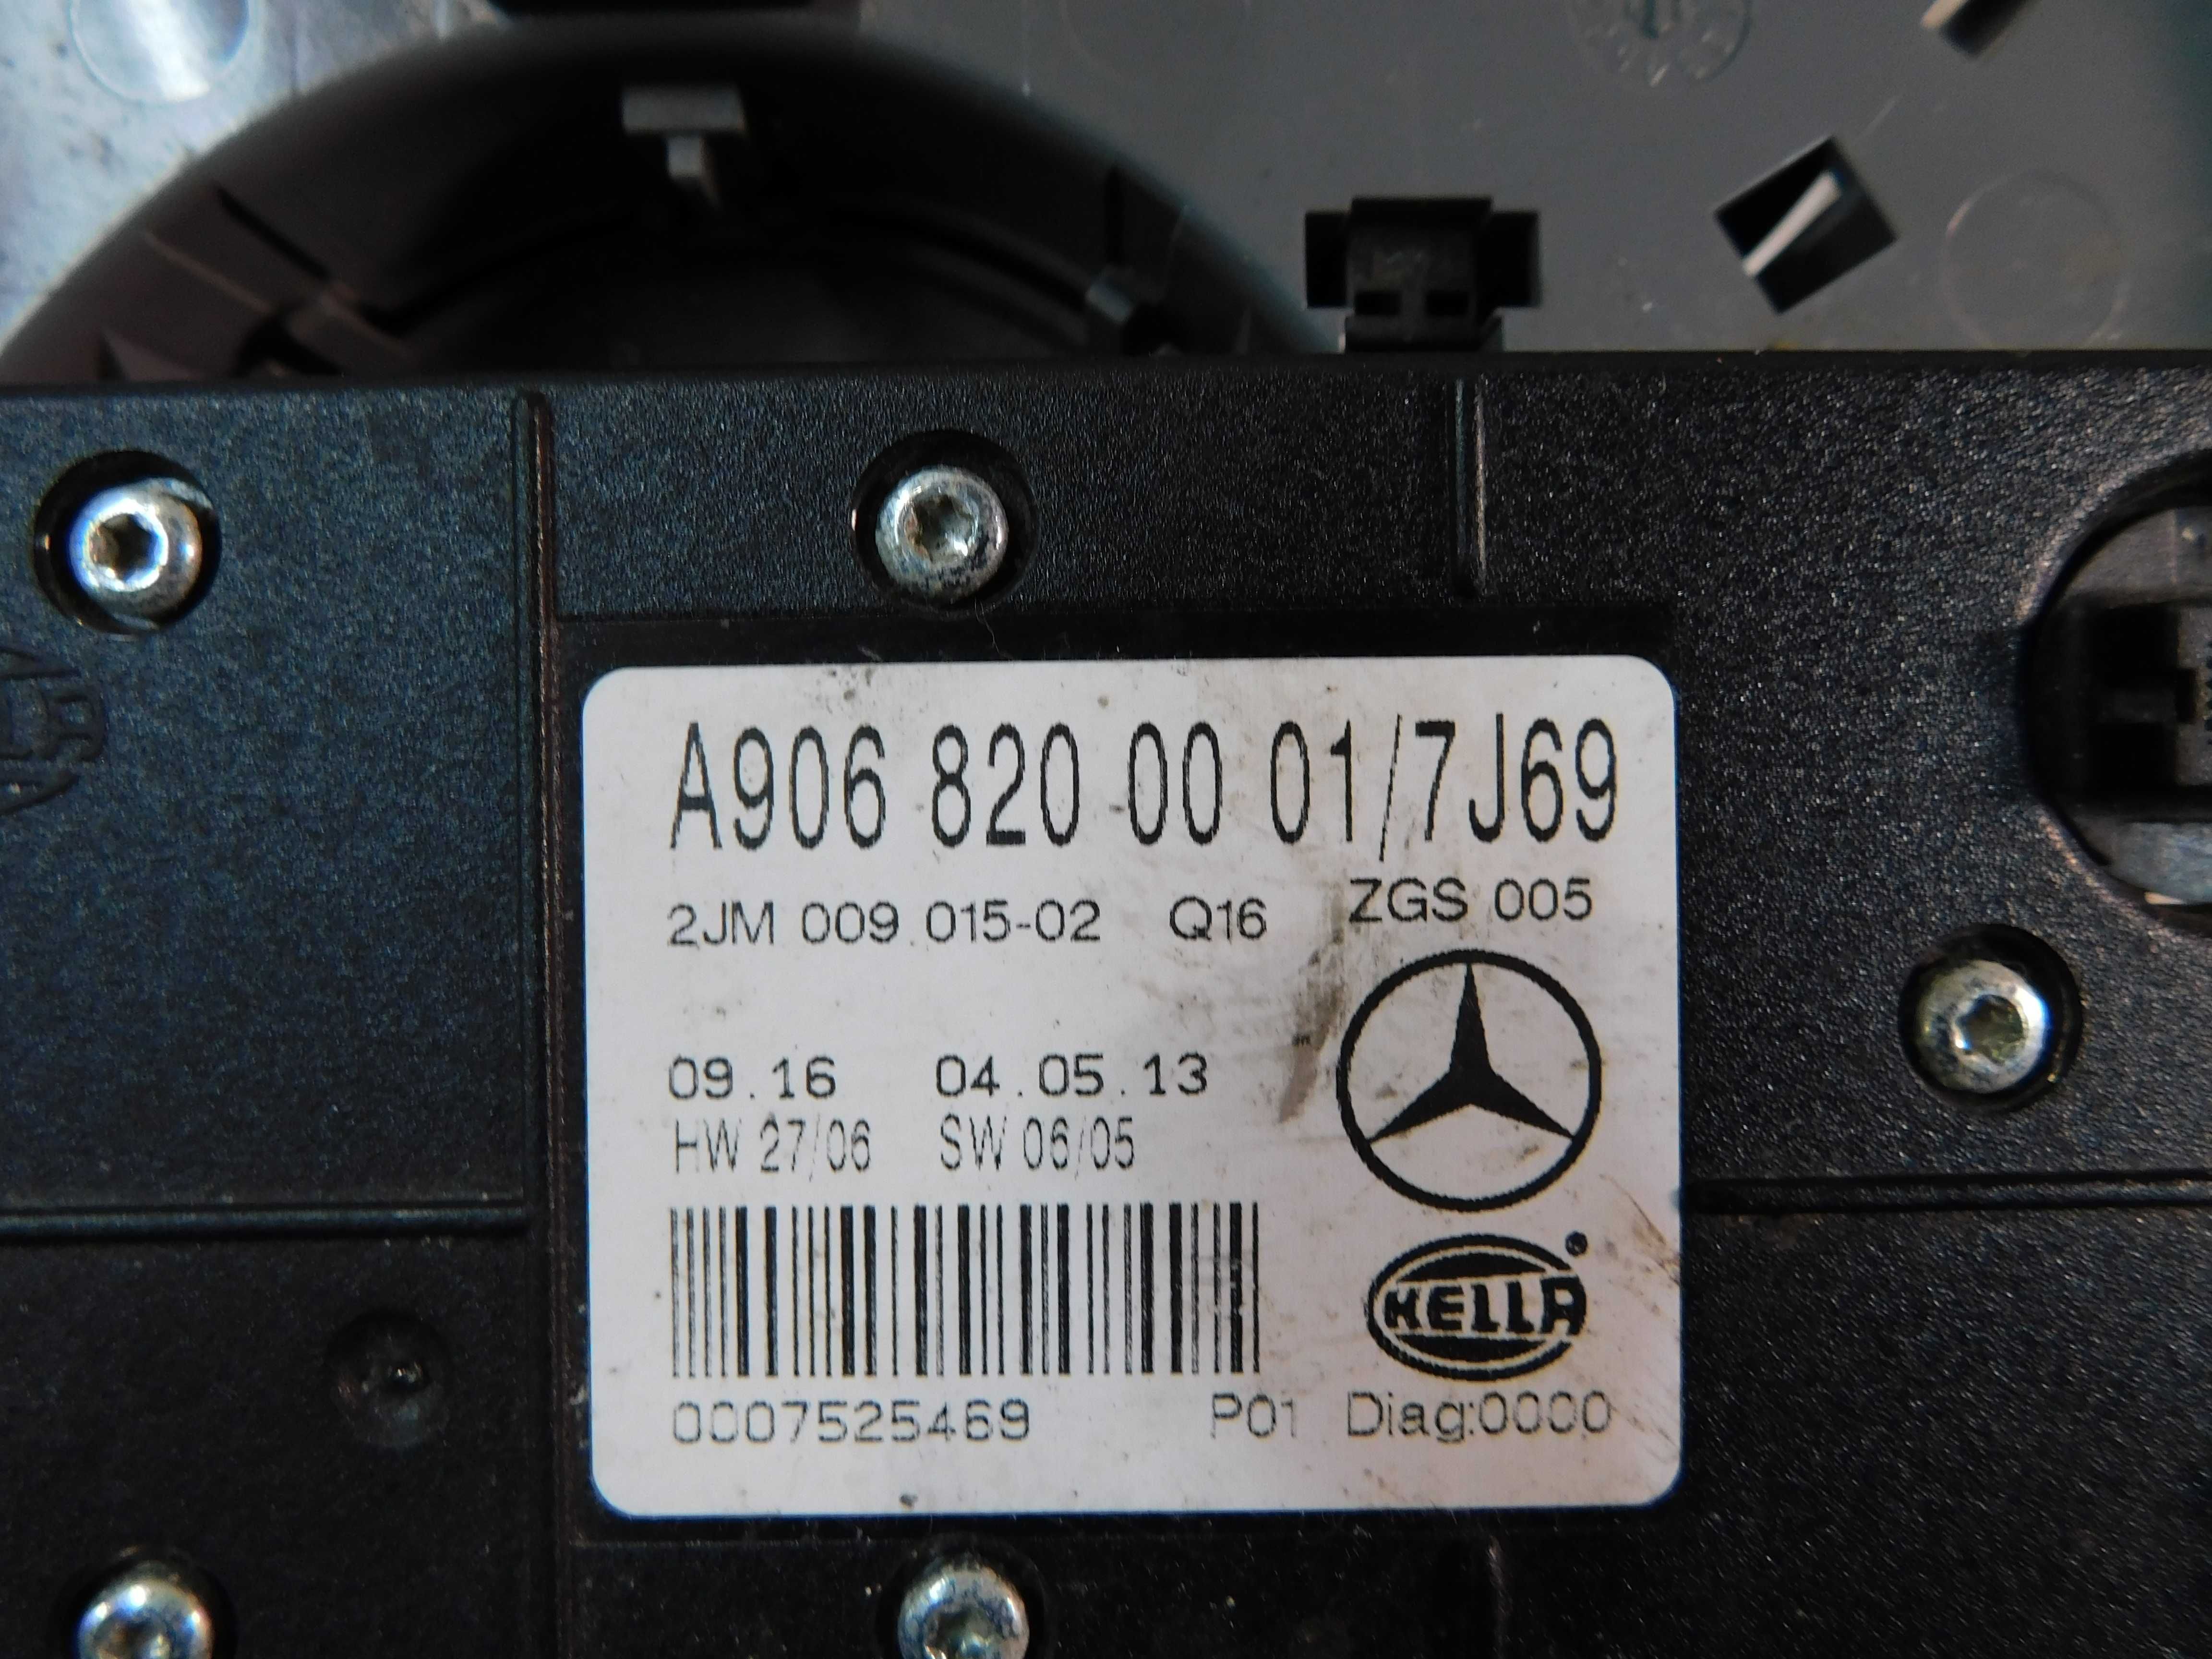 A906 820 00 01/7J69
2JM 009 015-02 Q16 ZGS 005
09.16 04.05.13
HW 27/06 SW 06/05
HELLA
0007525469 P01 Diag:0000